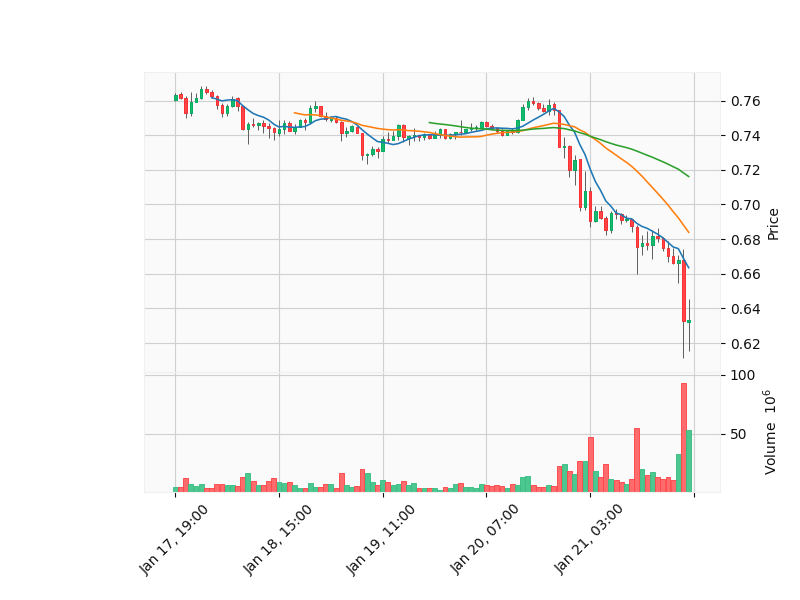 0.76
0.74
0.72
0.70
0.68
0.66
0.64
0.62
Price
100
50
Volume 10^6
Jan 17, 19:00
Jan 18, 15:00
Jan 19, 11:00
Jan 20, 07:00
Jan 21, 03:00